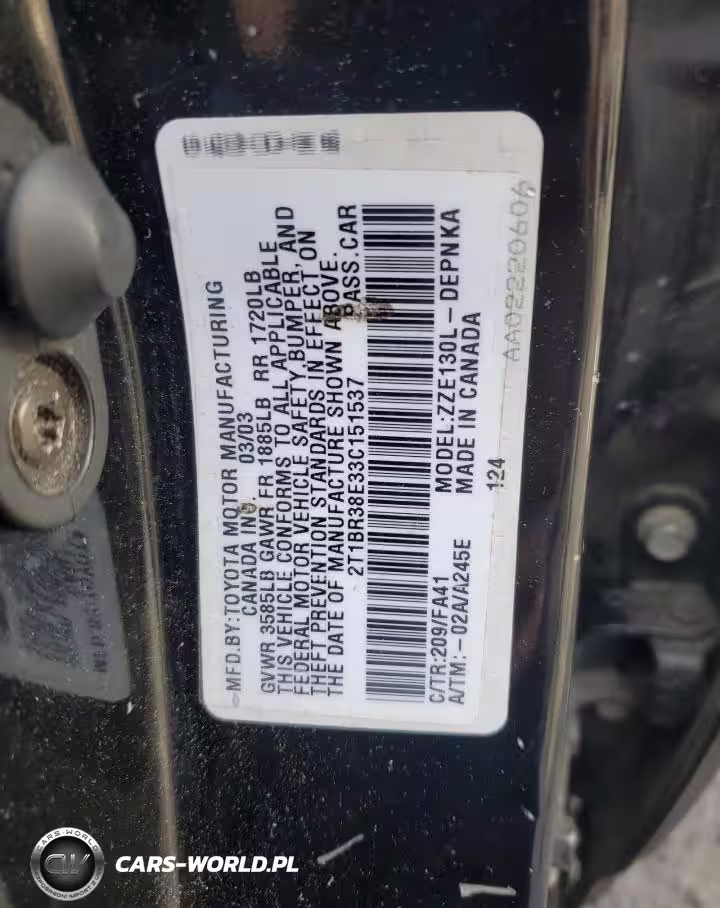 MFD.BY:TOYOTA MOTOR MANUFACTURING
CANADA INC 03/03
GVWR 3585LB GAWR FR 1885LB RR 1720LB
THIS VEHICLE CONFORMS TO ALL APPLICABLE
FEDERAL MOTOR VEHICLE SAFETY, BUMPER, AND
THEFT PREVENTION STANDARDS IN EFFECT ON
THE DATE OF MANUFACTURE SHOWN ABOVE.
2T1BR38E33C151537 PASS.CAR
C/TR:209/FA41 MODEL:ZZE130L-DEPNKA
A/TM:-02A/A245E MADE IN CANADA
124
AA02220606
CARS-WORLD
CW
CARS-WORLD.PL